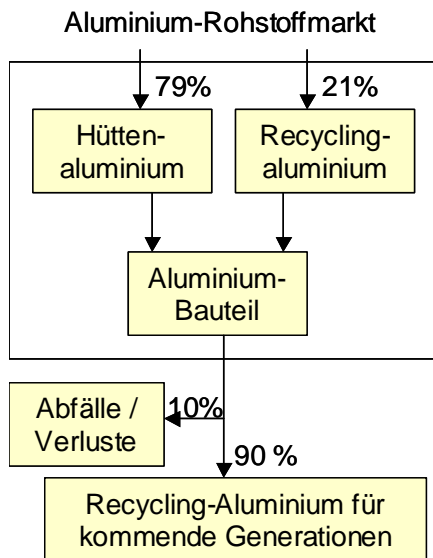 Aluminium-Rohstoffmarkt
79%
21%
Hütten-
aluminium
Recycling-
aluminium
Aluminium-
Bauteil
Abfälle /
Verluste
10%
90 %
Recycling-Aluminium für
kommende Generationen